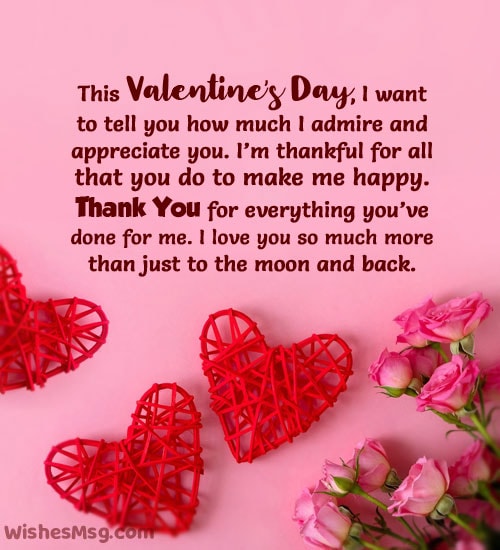 This Valentine's Day, I want
to tell you how much I admire and
appreciate you. I'm thankful for all
that you do to make me happy.
Thank You for everything you've
done for me. I love you so much more
than just to the moon and back.
WishesMsg.com